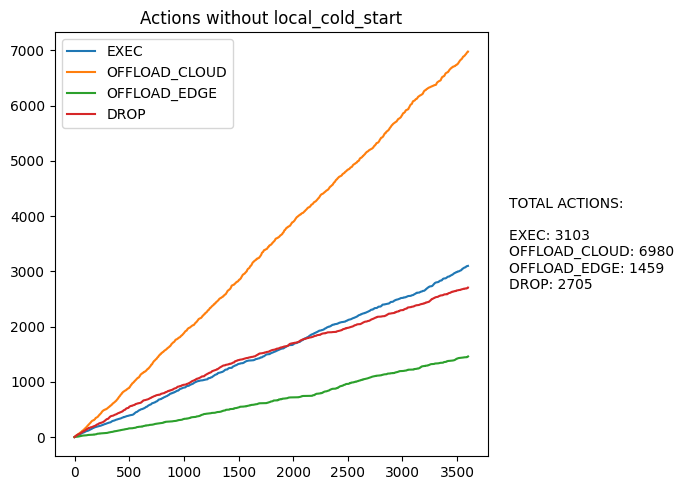 Actions without local_cold_start
EXEC
OFFLOAD_CLOUD
OFFLOAD_EDGE
DROP
7000
6000
5000
4000
3000
2000
1000
0
0 500 1000 1500 2000 2500 3000 3500
TOTAL ACTIONS:
EXEC: 3103
OFFLOAD_CLOUD: 6980
OFFLOAD_EDGE: 1459
DROP: 2705